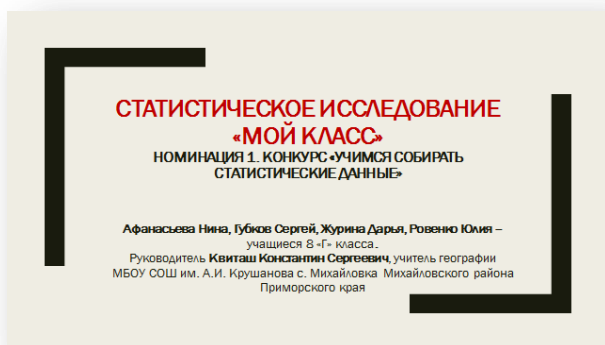 СТАТИСТИЧЕСКОЕ ИССЛЕДОВАНИЕ
«МОЙ КЛАСС»
НОМИНАЦИЯ 1. КОНКУРС «УЧИМСЯ СОБИРАТЬ
СТАТИСТИЧЕСКИЕ ДАННЫЕ»
Афанасьева Нина, Губков Сергей, Журина Дарья, Ровенко Юлия –
учащиеся 8 «Г» класса.
Руководитель Квиташ Константин Сергеевич, учитель географии
МБОУ СОШ им. А.И. Крушанова с. Михайловка Михайловского района
Приморского края